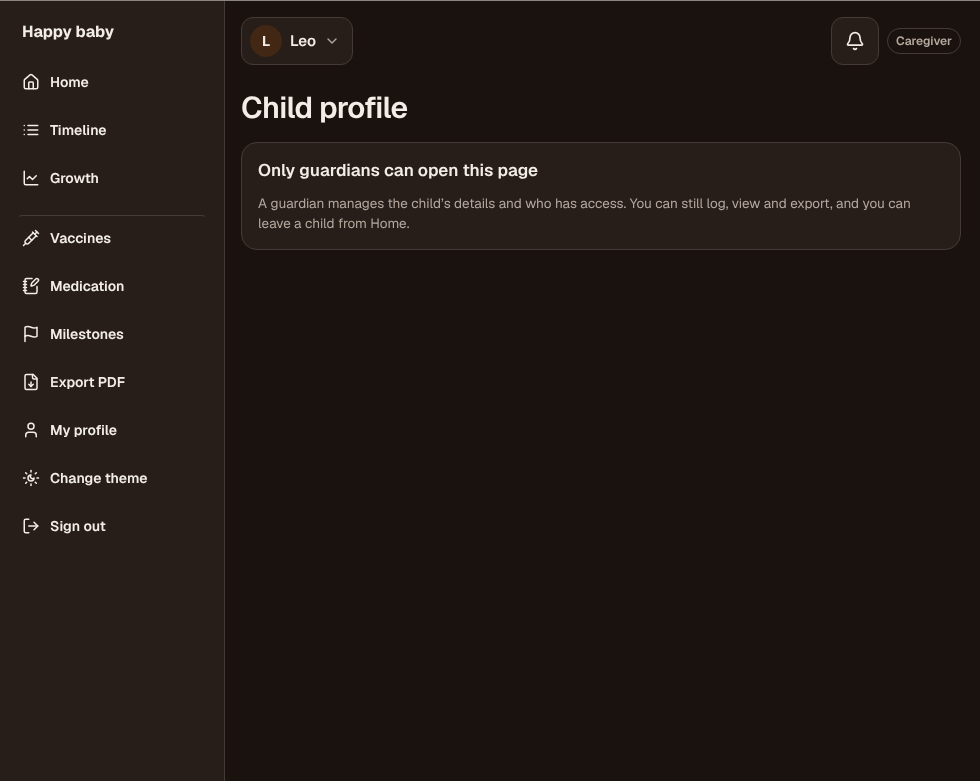 Happy baby
Home
Timeline
Growth
Vaccines
Medication
Milestones
Export PDF
My profile
Change theme
Sign out
L Leo
Caregiver
Child profile
Only guardians can open this page
A guardian manages the child's details and who has access. You can still log, view and export, and you can
leave a child from Home.